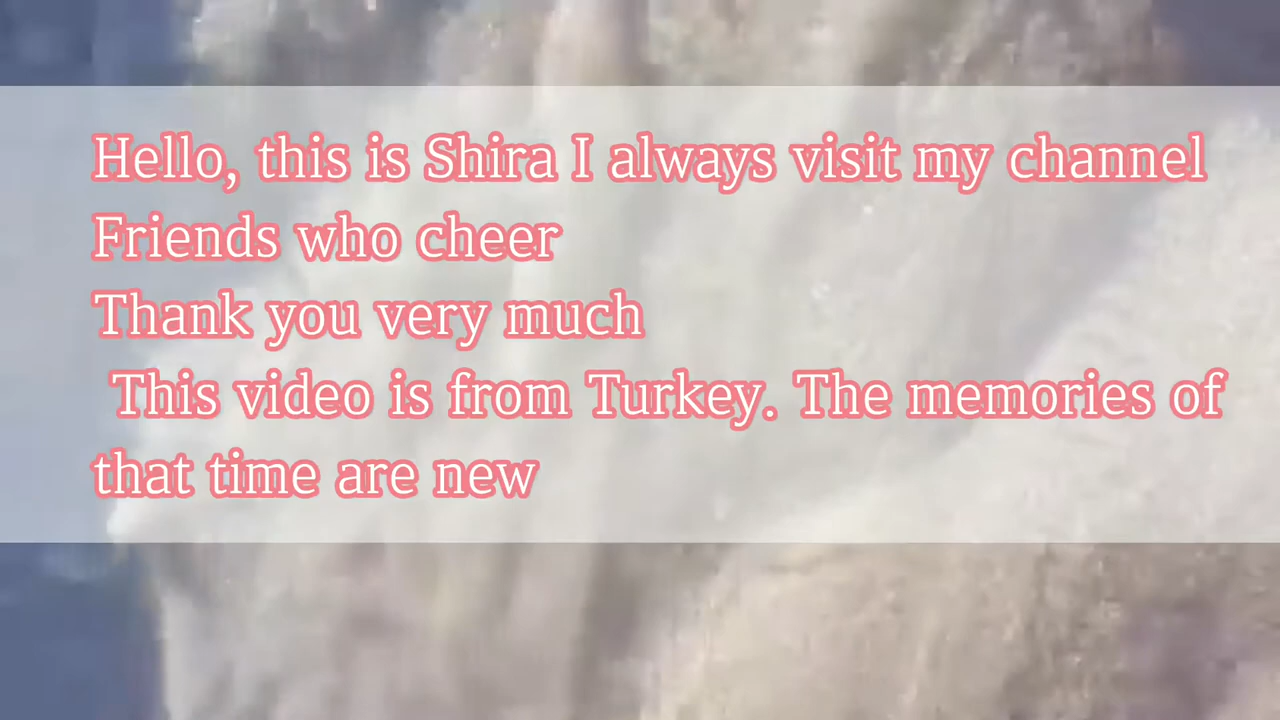 Hello, this is Shira I always visit my channel
Friends who cheer
Thank you very much
This video is from Turkey. The memories of
that time are new